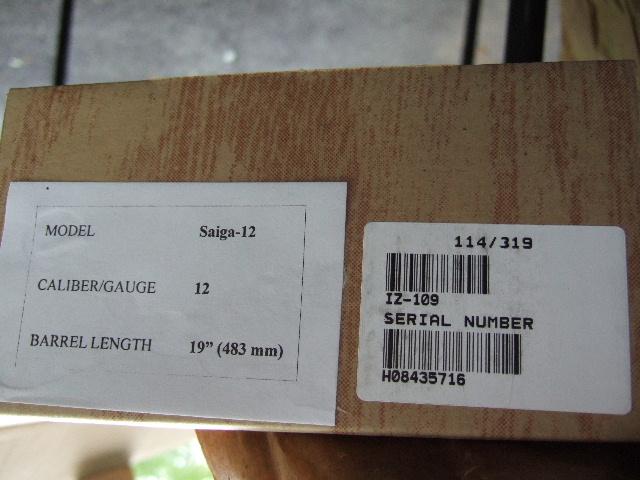 MODEL Saiga-12
CALIBER/GAUGE 12
BARREL LENGTH 19" (483 mm)
114/319
IZ-109
SERIAL NUMBER
H08435716